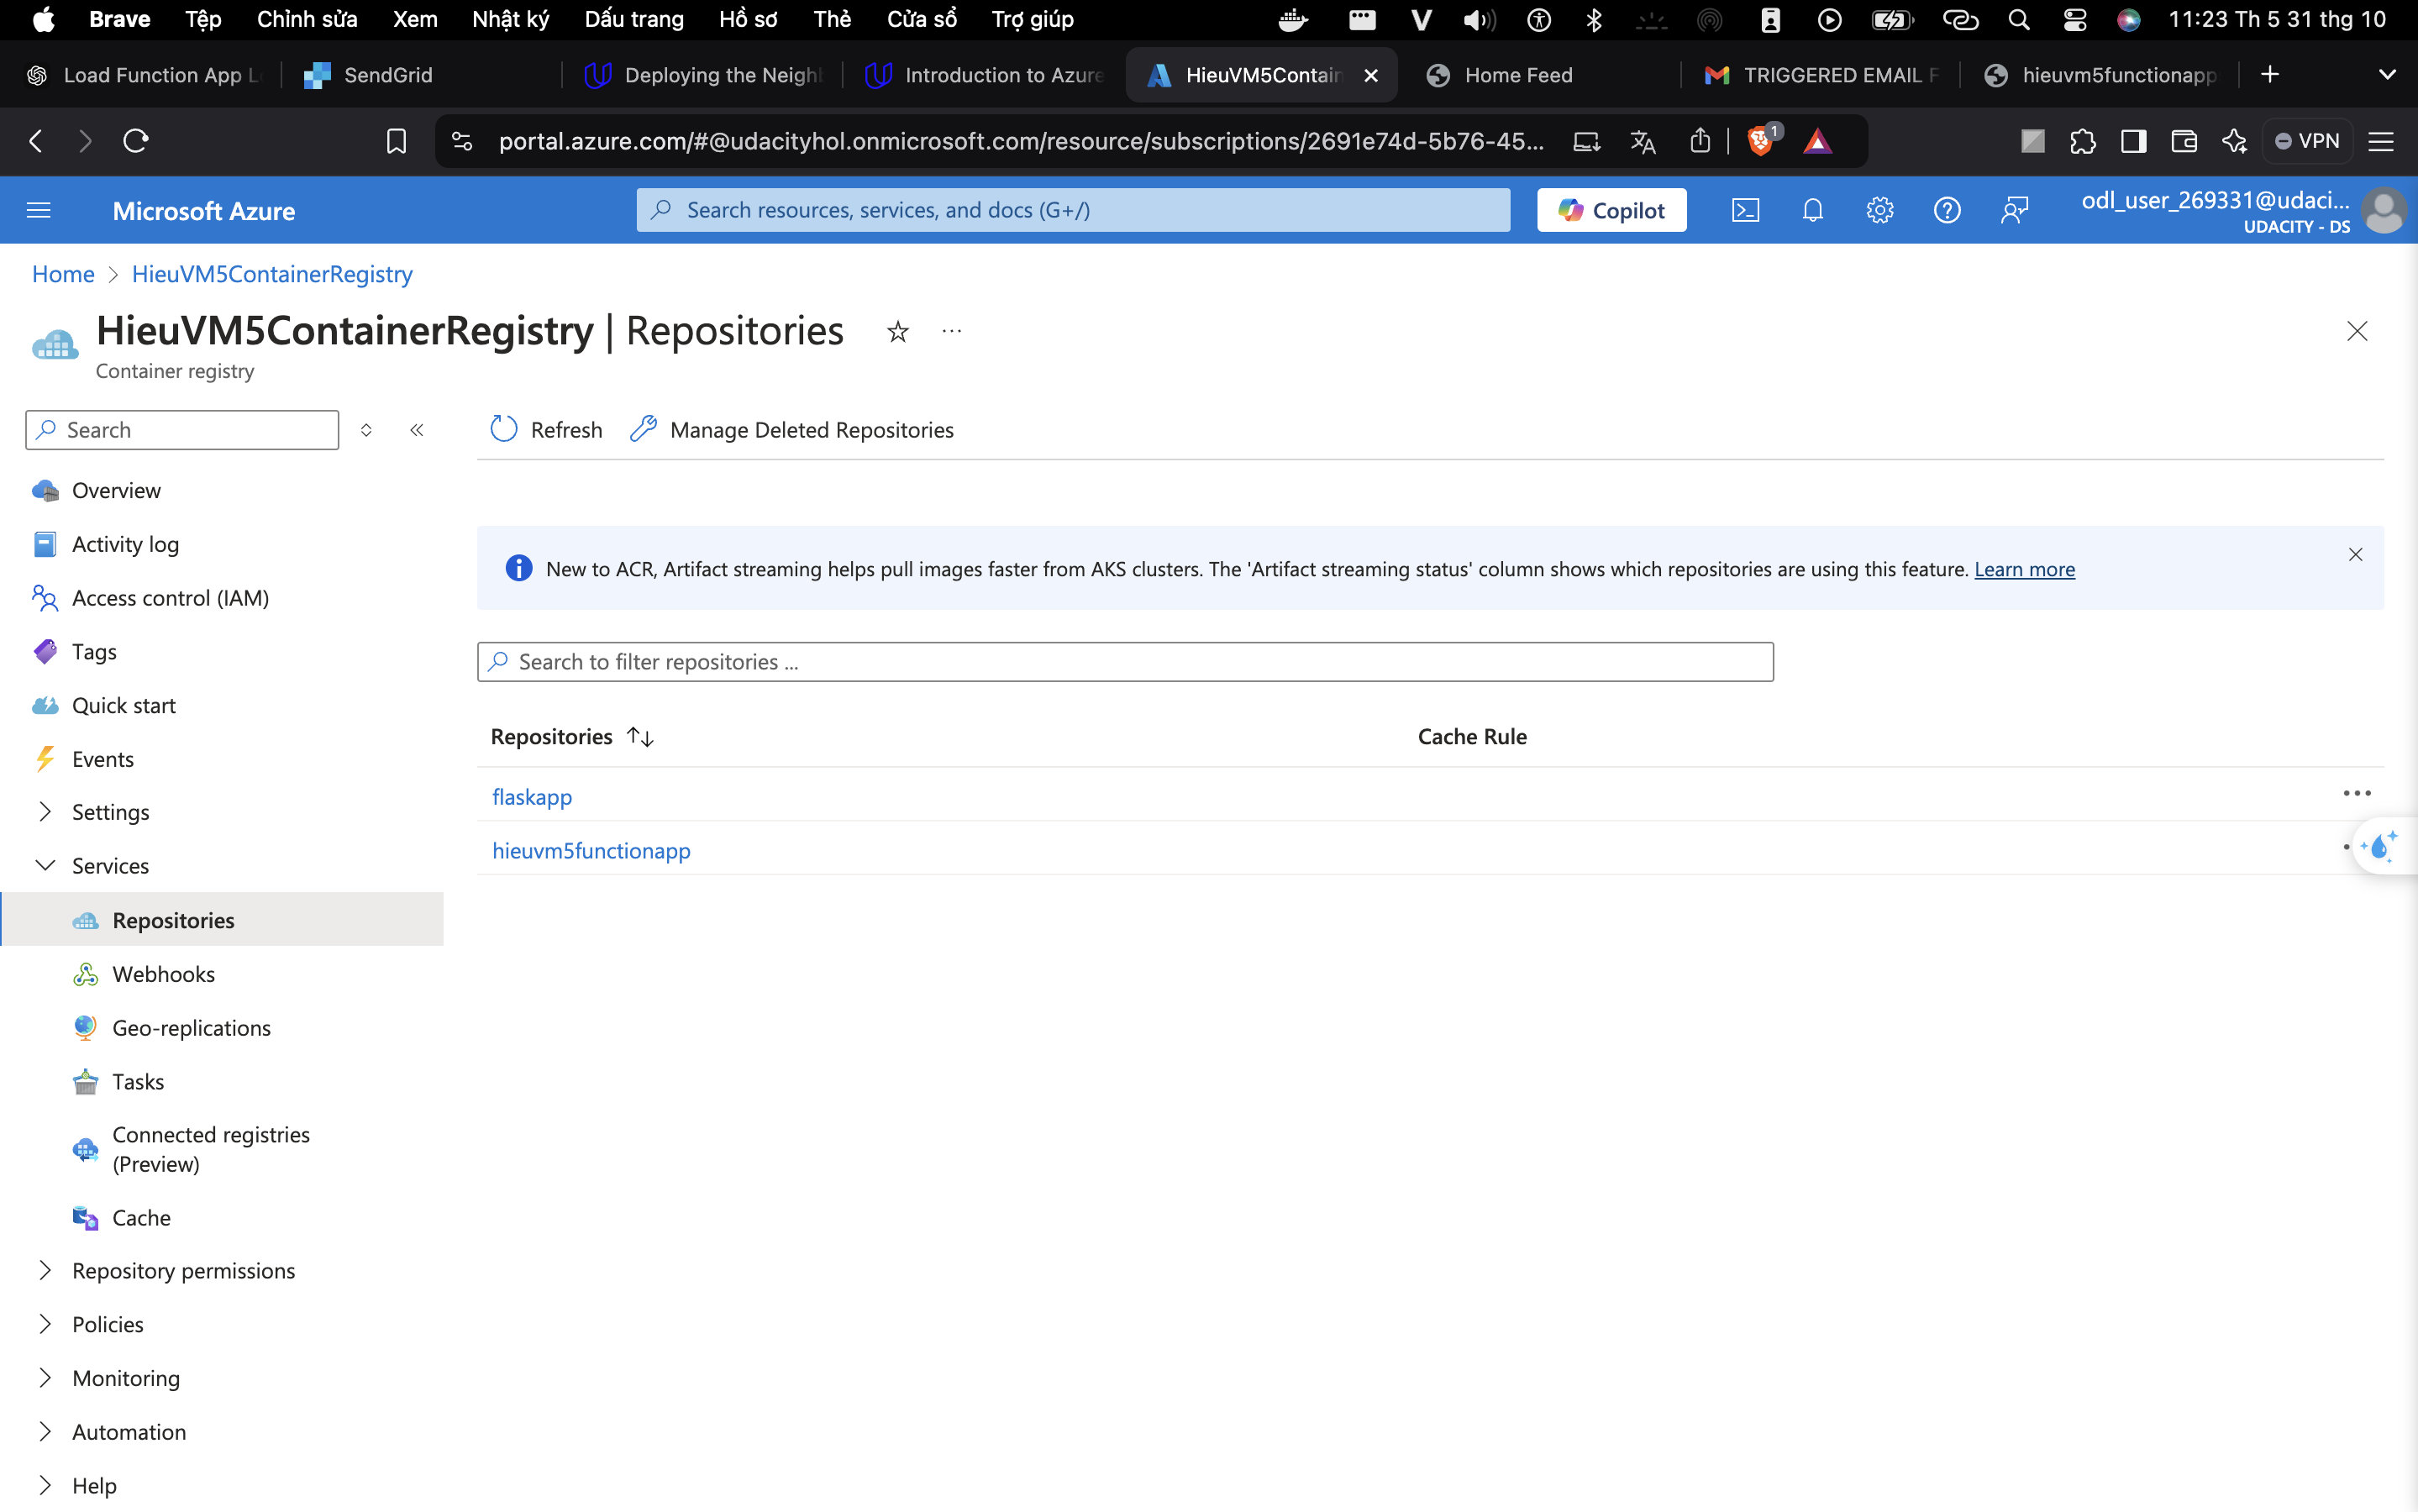 Brave Tệp Chỉnh sửa Xem Nhật ký Dấu trang Hồ sơ Thẻ Cửa sổ Trợ giúp 11:23 Th 5 31 thg 10
Load Function App L SendGrid Deploying the Neigh Introduction to Azure HieuVM5Contain Home Feed TRIGGERED EMAIL F hieuvm5functionapp
portal.azure.com/#@udacityhol.onmicrosoft.com/resource/subscriptions/2691e74d-5b76-45... 1 VPN
Microsoft Azure Search resources, services, and docs (G+/) Copilot odl_user_269331@udaci...
UDACITY - DS
Home > HieuVM5ContainerRegistry
HieuVM5ContainerRegistry | Repositories
Container registry
Search Refresh Manage Deleted Repositories
Overview
Activity log
Access control (IAM)
Tags
Quick start
Events
Settings
Services
Repositories
Webhooks
Geo-replications
Tasks
Connected registries
(Preview)
Cache
Repository permissions
Policies
Monitoring
Automation
Help
New to ACR, Artifact streaming helps pull images faster from AKS clusters. The 'Artifact streaming status' column shows which repositories are using this feature. Learn more
Search to filter repositories ...
Repositories Cache Rule
flaskapp
hieuvm5functionapp